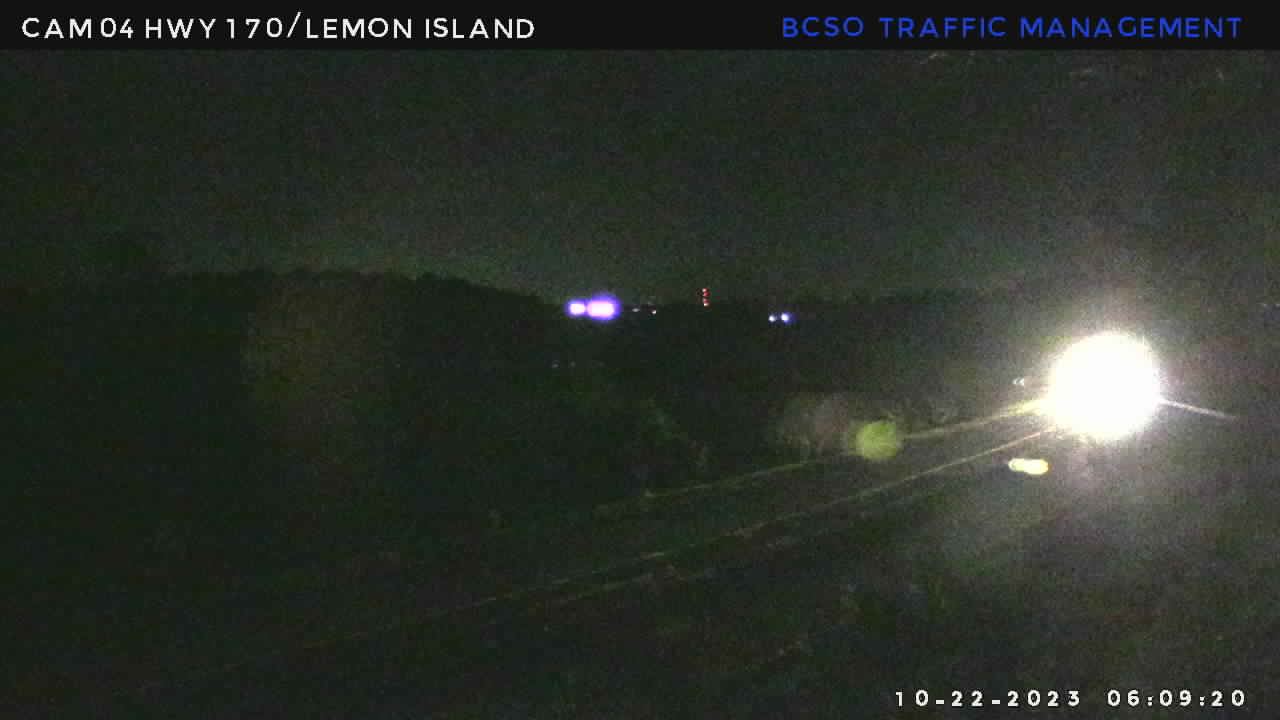 CAM04 HWY 170/LEMON ISLAND
BCSO TRAFFIC MANAGEMENT
10-22-2023 06:09:20